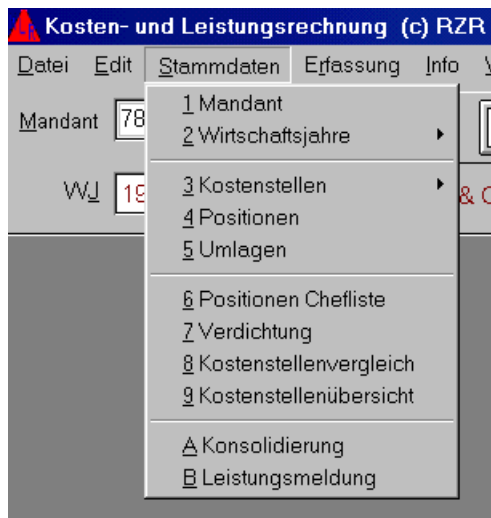 Kosten- und Leistungsrechnung (c) RZR
Datei Edit Stammdaten Erfassung Info
Mandant 78
1 Mandant
2 Wirtschaftsjahre
WJ 19
& 
3 Kostenstellen
4 Positionen
5 Umlagen
6 Positionen Chefliste
7 Verdichtung
8 Kostenstellenvergleich
9 Kostenstellenübersicht
A Konsolidierung
B Leistungsmeldung